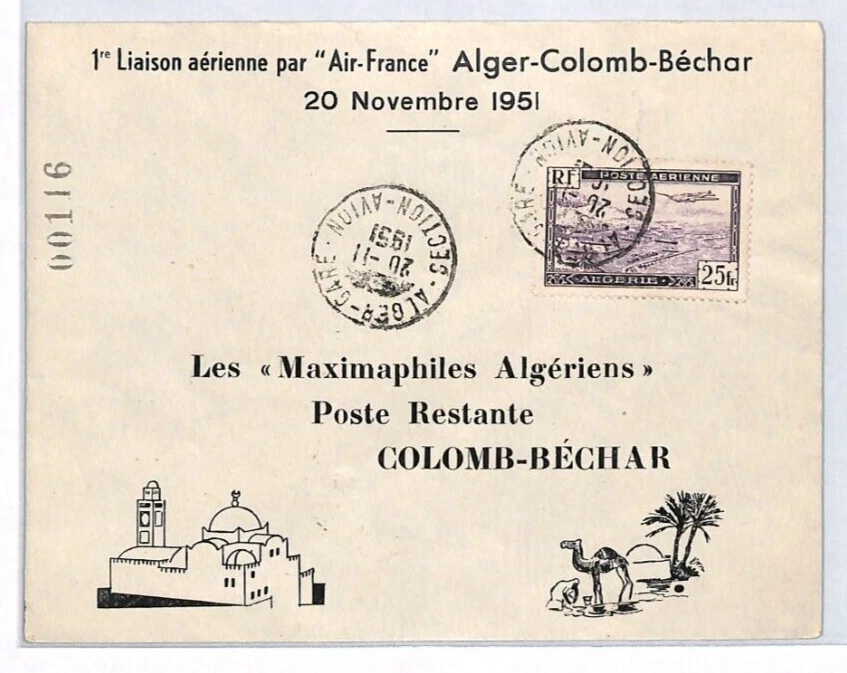 1re Liaison aérienne par "Air-France" Alger-Colomb-Béchar
20 Novembre 1951
00116
SECTION-AVION · ALGER-GARE ·
20-11
1951
RF POSTE AERIENNE
ALGERIE
25fr
Les « Maximaphiles Algériens »
Poste Restante
COLOMB-BÉCHAR